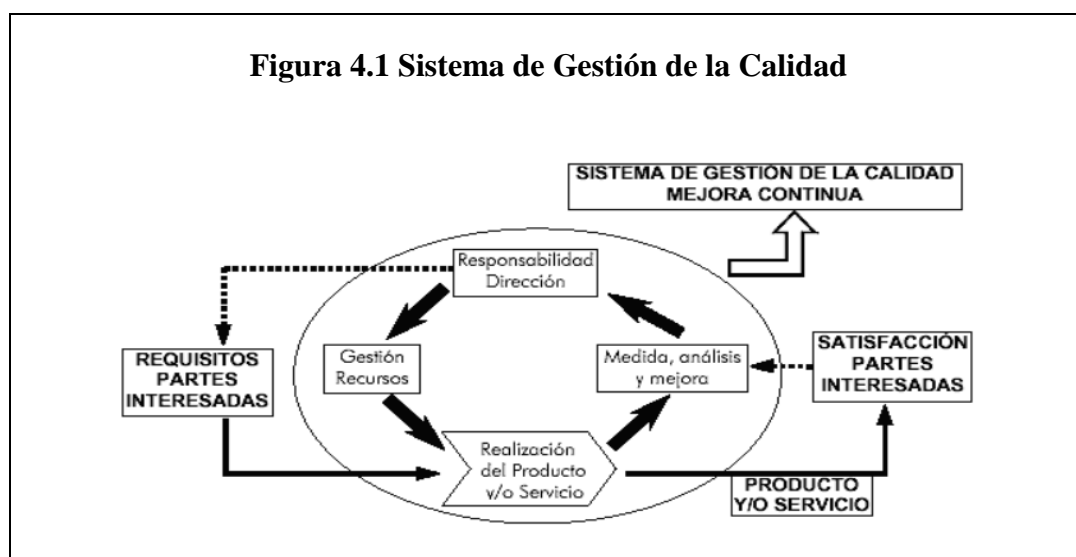 Figura 4.1 Sistema de Gestión de la Calidad
SISTEMA DE GESTIÓN DE LA CALIDAD
MEJORA CONTINUA
Responsabilidad
Dirección
REQUISITOS
PARTES
INTERESADAS
Gestión
Recursos
Medida, análisis
y mejora
SATISFACCIÓN
PARTES
INTERESADAS
Realización
del Producto
y/o Servicio
PRODUCTO
Y/O SERVICIO